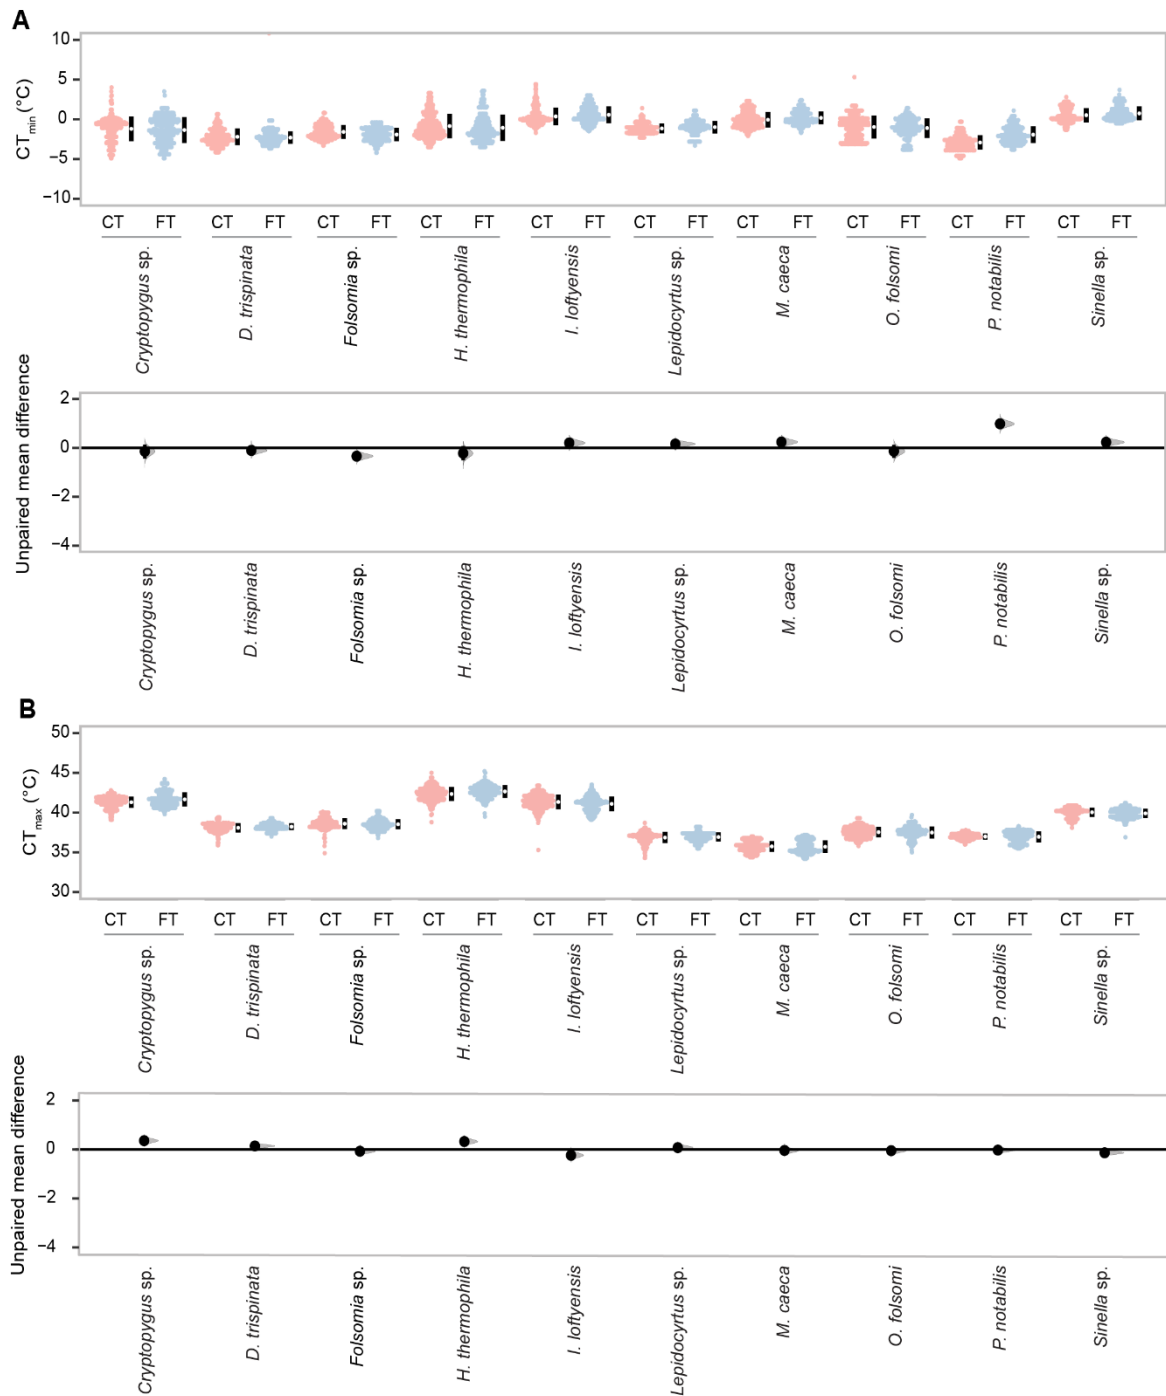 A
CTmin (°C)
10
5
0
−5
−10
CT FT CT FT CT FT CT FT CT FT CT FT CT FT CT FT CT FT CT FT
Cryptopygus sp.
D. trispinata
Folsomia sp.
H. thermophila
I. loftyensis
Lepidocyrtus sp.
M. caeca
O. folsomi
P. notabilis
Sinella sp.
Unpaired mean difference
2
0
−2
−4
Cryptopygus sp.
D. trispinata
Folsomia sp.
H. thermophila
I. loftyensis
Lepidocyrtus sp.
M. caeca
O. folsomi
P. notabilis
Sinella sp.
B
CTmax (°C)
50
45
40
35
30
CT FT CT FT CT FT CT FT CT FT CT FT CT FT CT FT CT FT CT FT
Cryptopygus sp.
D. trispinata
Folsomia sp.
H. thermophila
I. loftyensis
Lepidocyrtus sp.
M. caeca
O. folsomi
P. notabilis
Sinella sp.
Unpaired mean difference
2
0
−2
−4
Cryptopygus sp.
D. trispinata
Folsomia sp.
H. thermophila
I. loftyensis
Lepidocyrtus sp.
M. caeca
O. folsomi
P. notabilis
Sinella sp.